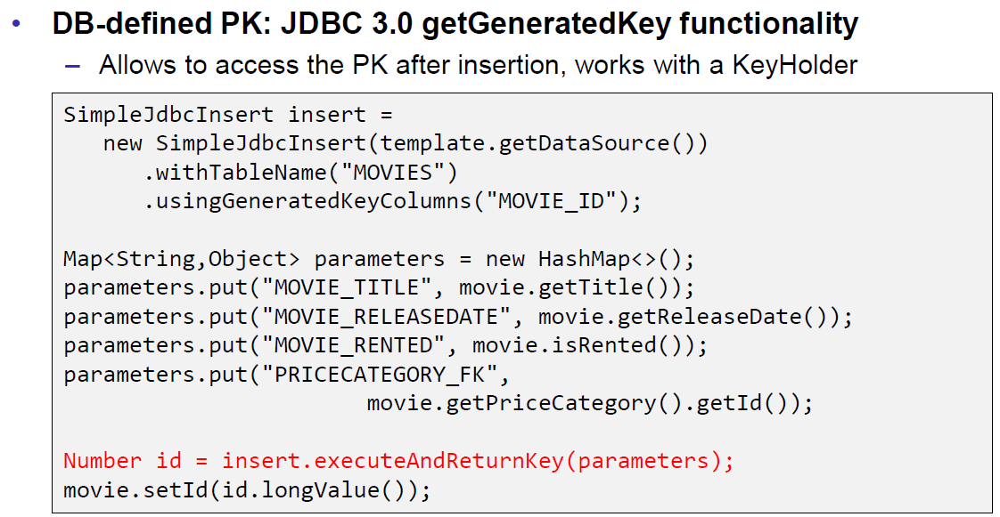 • DB-defined PK: JDBC 3.0 getGeneratedKey functionality
– Allows to access the PK after insertion, works with a KeyHolder
SimpleJdbcInsert insert =
   new SimpleJdbcInsert(template.getDataSource())
      .withTableName("MOVIES")
      .usingGeneratedKeyColumns("MOVIE_ID");
Map<String,Object> parameters = new HashMap<>();
parameters.put("MOVIE_TITLE", movie.getTitle());
parameters.put("MOVIE_RELEASEDATE", movie.getReleaseDate());
parameters.put("MOVIE_RENTED", movie.isRented());
parameters.put("PRICECATEGORY_FK",
                       movie.getPriceCategory().getId());
Number id = insert.executeAndReturnKey(parameters);
movie.setId(id.longValue());